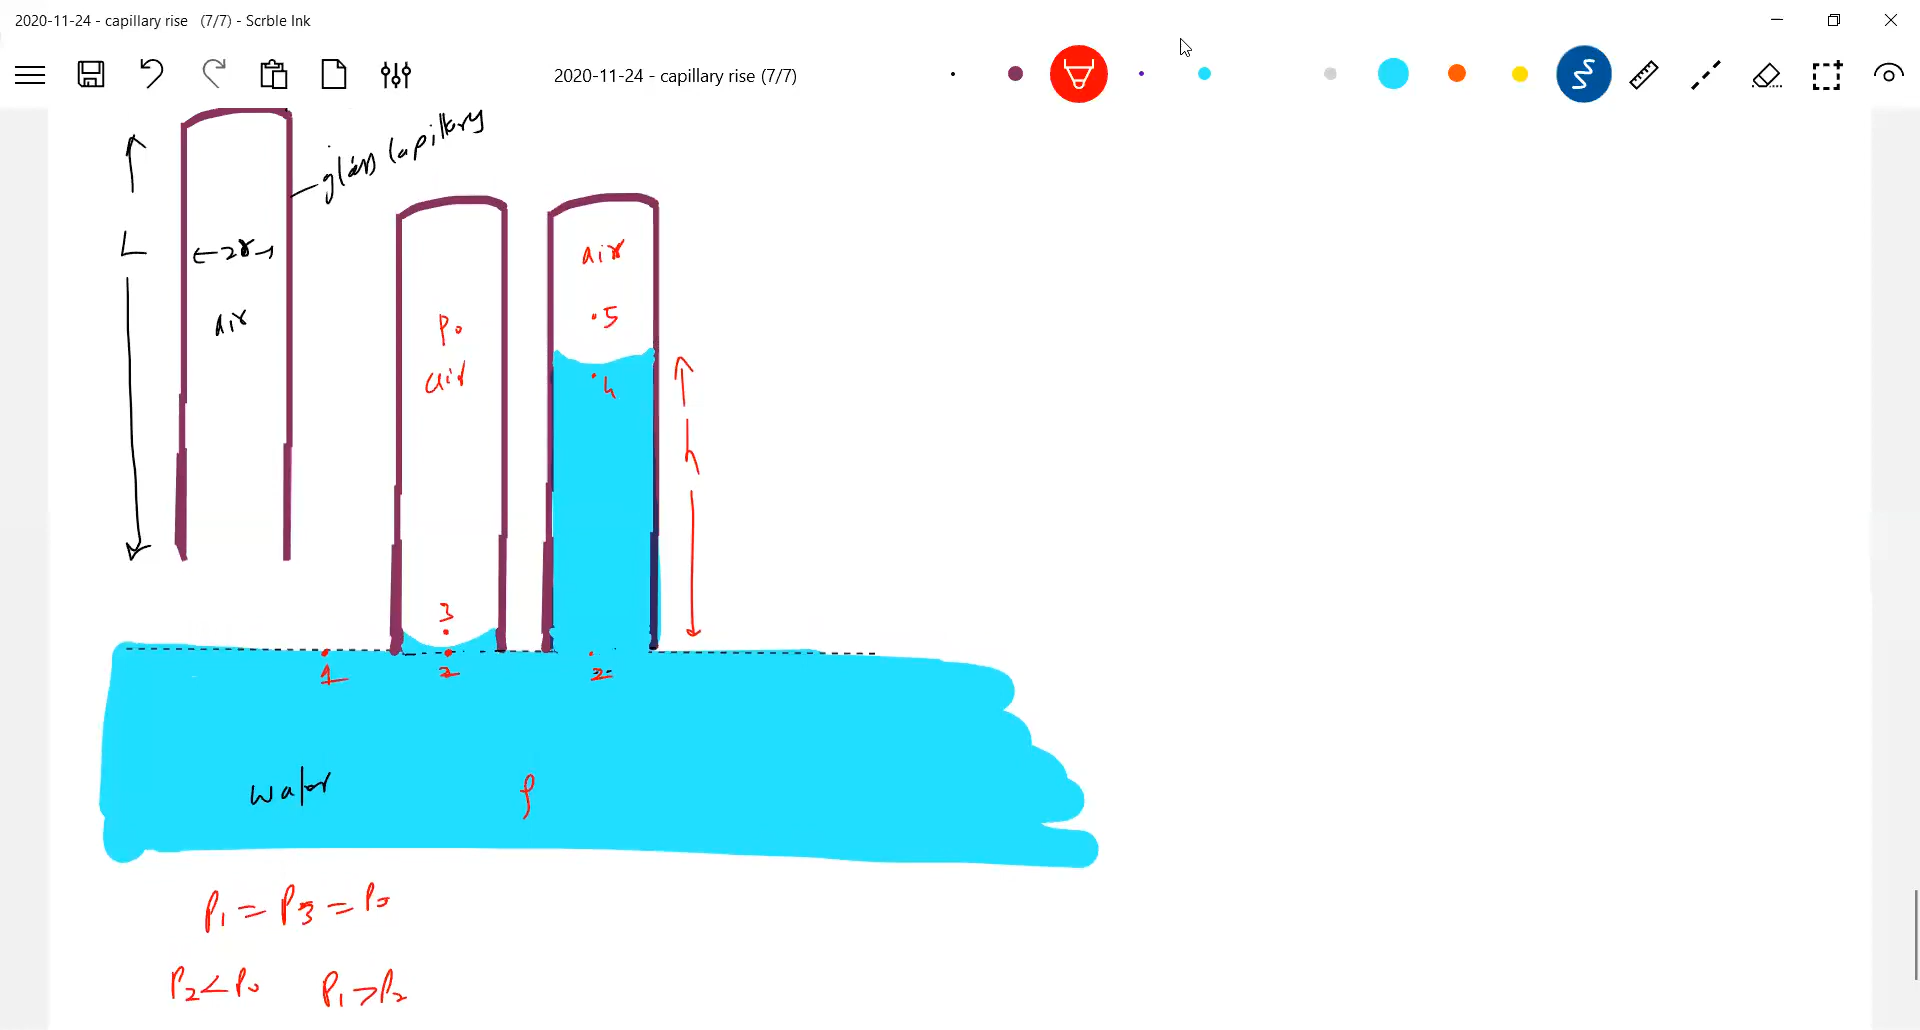 2020-11-24 - capillary rise (7/7) - Scrble Ink
2020-11-24 - capillary rise (7/7)
glass capillary
L
←2r→
air
P₀
air
air
.5
.4
h
3
1
2
2
water
ρ
P₁ = P₃ = P₀
P₂ < P₀ P₁ > P₂